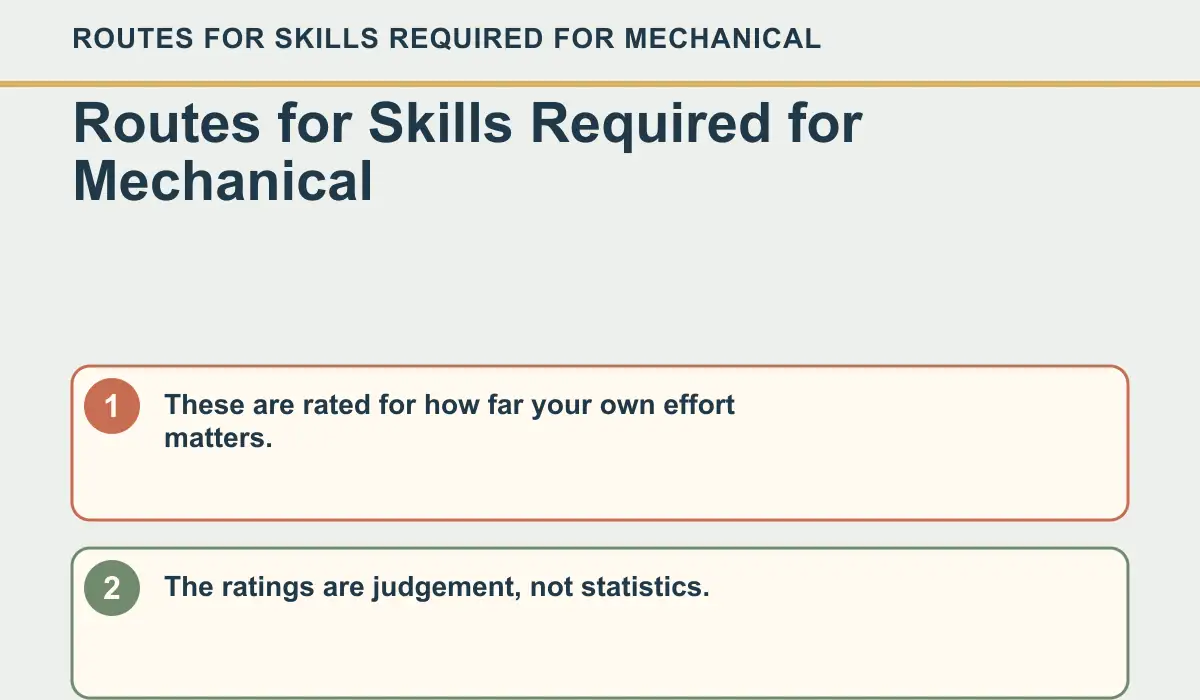 ROUTES FOR SKILLS REQUIRED FOR MECHANICAL
Routes for Skills Required for
Mechanical
1
These are rated for how far your own effort
matters.
2
The ratings are judgement, not statistics.